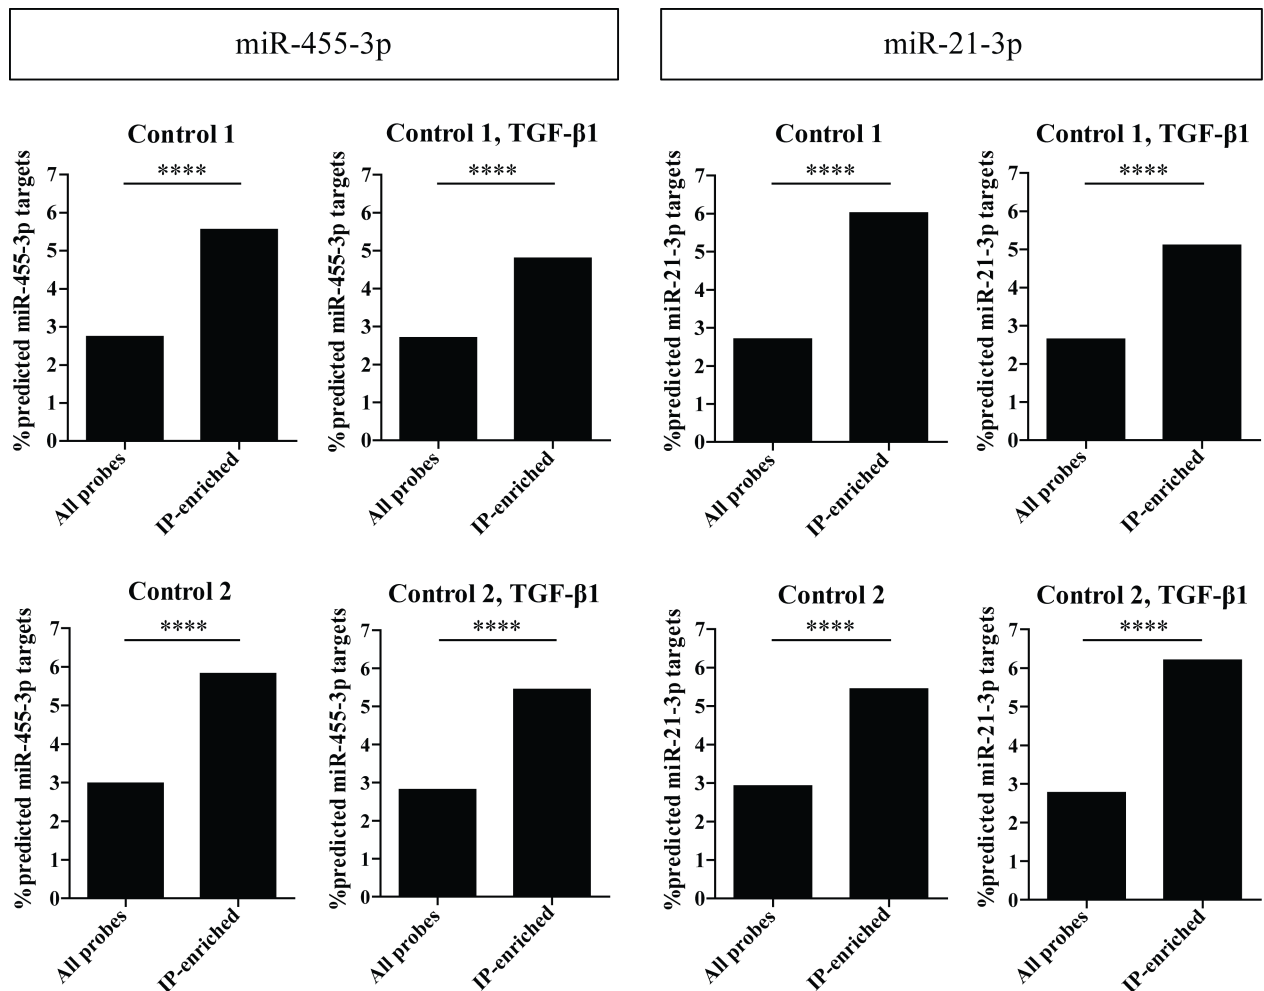 miR-455-3p
miR-21-3p
Control 1
****
%predicted miR-455-3p targets
7
6
5
4
3
2
1
0
All probes
IP-enriched
Control 1, TGF-β1
****
%predicted miR-455-3p targets
7
6
5
4
3
2
1
0
All probes
IP-enriched
Control 1
****
%predicted miR-21-3p targets
7
6
5
4
3
2
1
0
All probes
IP-enriched
Control 1, TGF-β1
****
%predicted miR-21-3p targets
7
6
5
4
3
2
1
0
All probes
IP-enriched
Control 2
****
%predicted miR-455-3p targets
7
6
5
4
3
2
1
0
All probes
IP-enriched
Control 2, TGF-β1
****
%predicted miR-455-3p targets
7
6
5
4
3
2
1
0
All probes
IP-enriched
Control 2
****
%predicted miR-21-3p targets
7
6
5
4
3
2
1
0
All probes
IP-enriched
Control 2, TGF-β1
****
%predicted miR-21-3p targets
7
6
5
4
3
2
1
0
All probes
IP-enriched